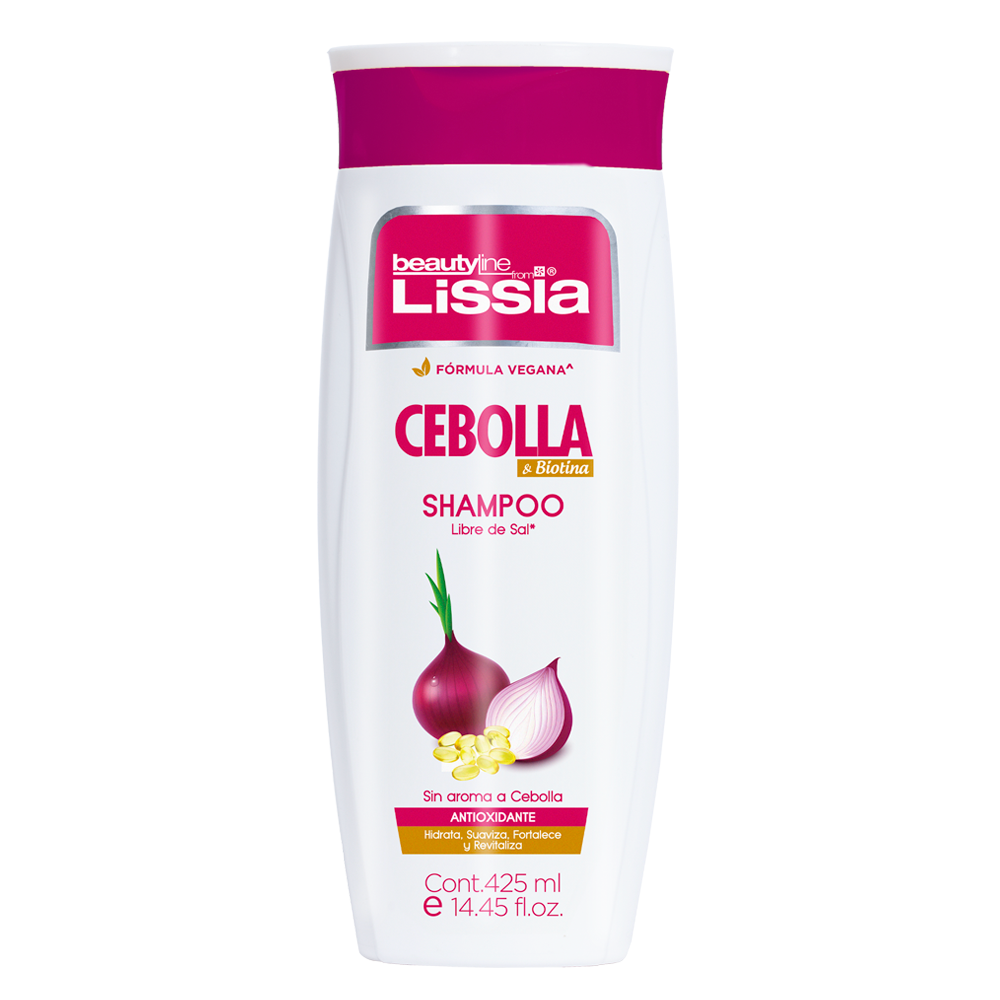 beautyline
from ®
Lissia
FÓRMULA VEGANA^
CEBOLLA
& Biotina
SHAMPOO
Libre de Sal*
Sin aroma a Cebolla
ANTIOXIDANTE
Hidrata, Suaviza, Fortalece
y Revitaliza
Cont.425 ml
e 14.45 fl.oz.